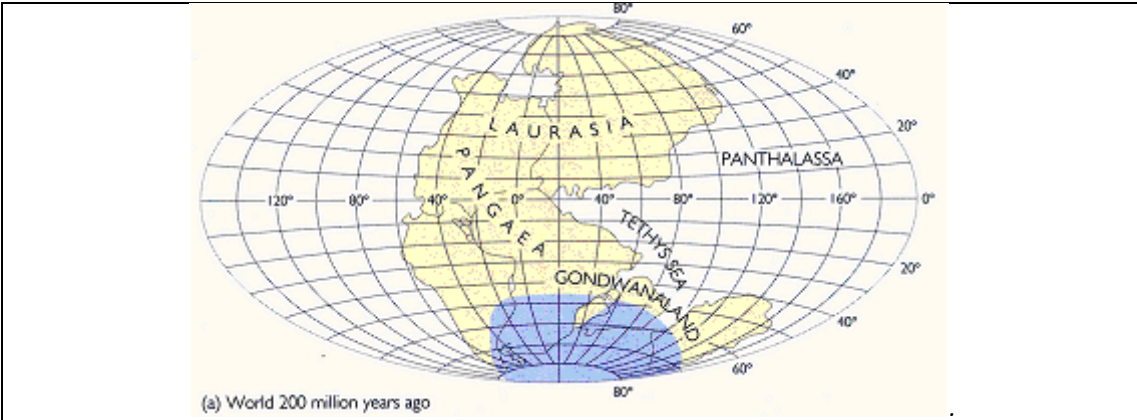 80°
60°
40°
LAURASIA
20°
PANTHALASSA
PANGAEA
120° 80° 40° 0° 40° 80° 120° 160° 0°
TETHYS SEA
GONDWANALAND
20°
40°
60°
80°
(a) World 200 million years ago
.